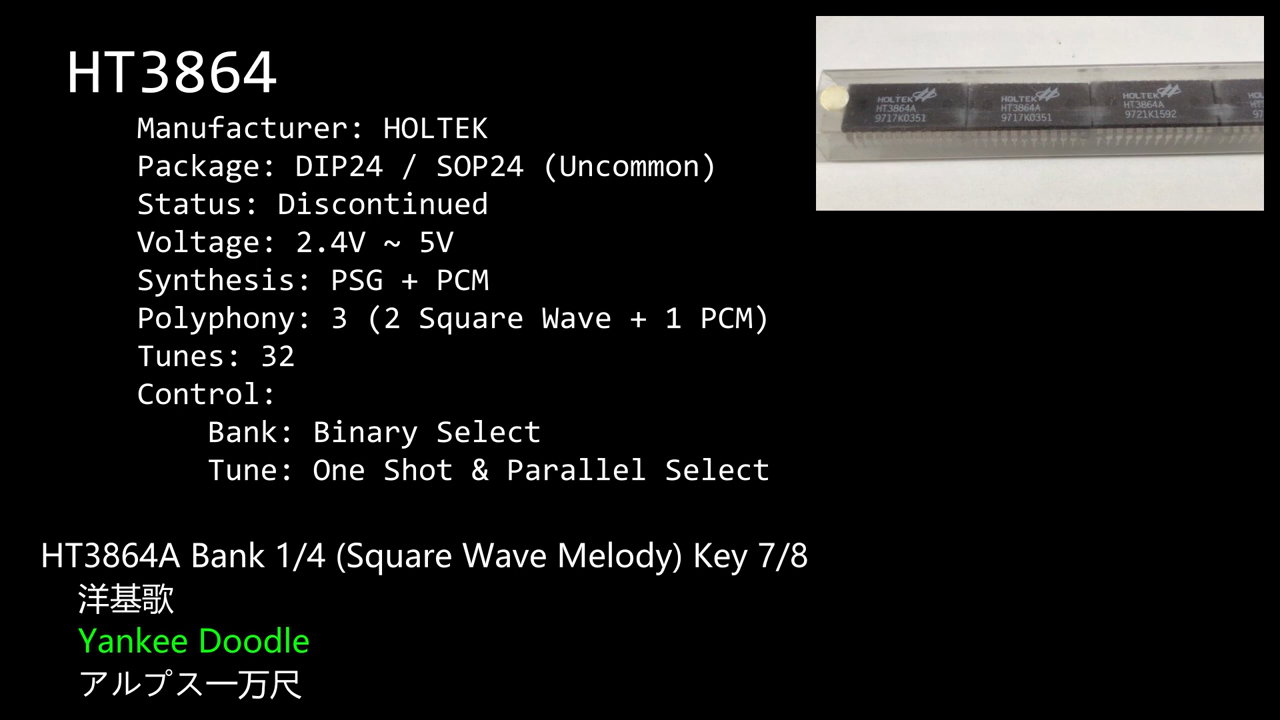 HT3864
Manufacturer: HOLTEK
Package: DIP24 / SOP24 (Uncommon)
Status: Discontinued
Voltage: 2.4V ~ 5V
Synthesis: PSG + PCM
Polyphony: 3 (2 Square Wave + 1 PCM)
Tunes: 32
Control:
Bank: Binary Select
Tune: One Shot & Parallel Select
HOLTEK
HT3864A
9717K0351
HOLTEK
HT3864A
9717K0351
HOLTEK
HT3864A
9721K1592
HT3864A Bank 1/4 (Square Wave Melody) Key 7/8
洋基歌
Yankee Doodle
アルプス一万尺